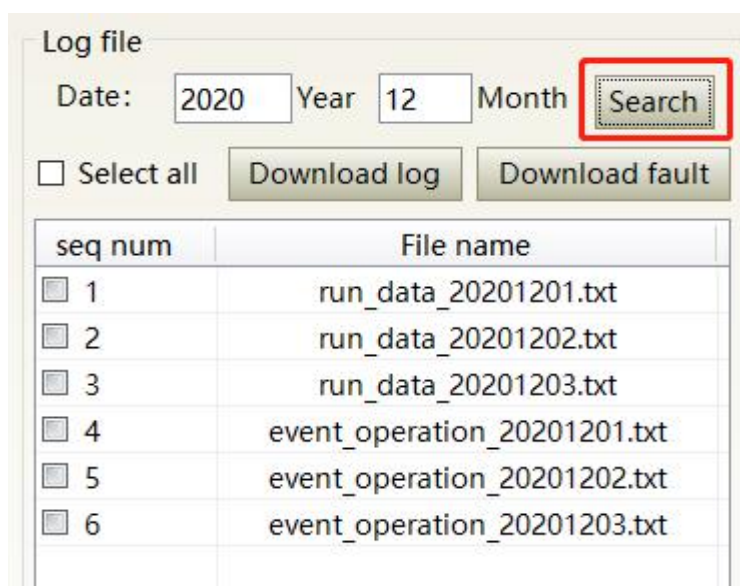 Log file
Date: 2020 Year 12 Month Search
Select all Download log Download fault
seq num File name
1 run_data_20201201.txt
2 run_data_20201202.txt
3 run_data_20201203.txt
4 event_operation_20201201.txt
5 event_operation_20201202.txt
6 event_operation_20201203.txt